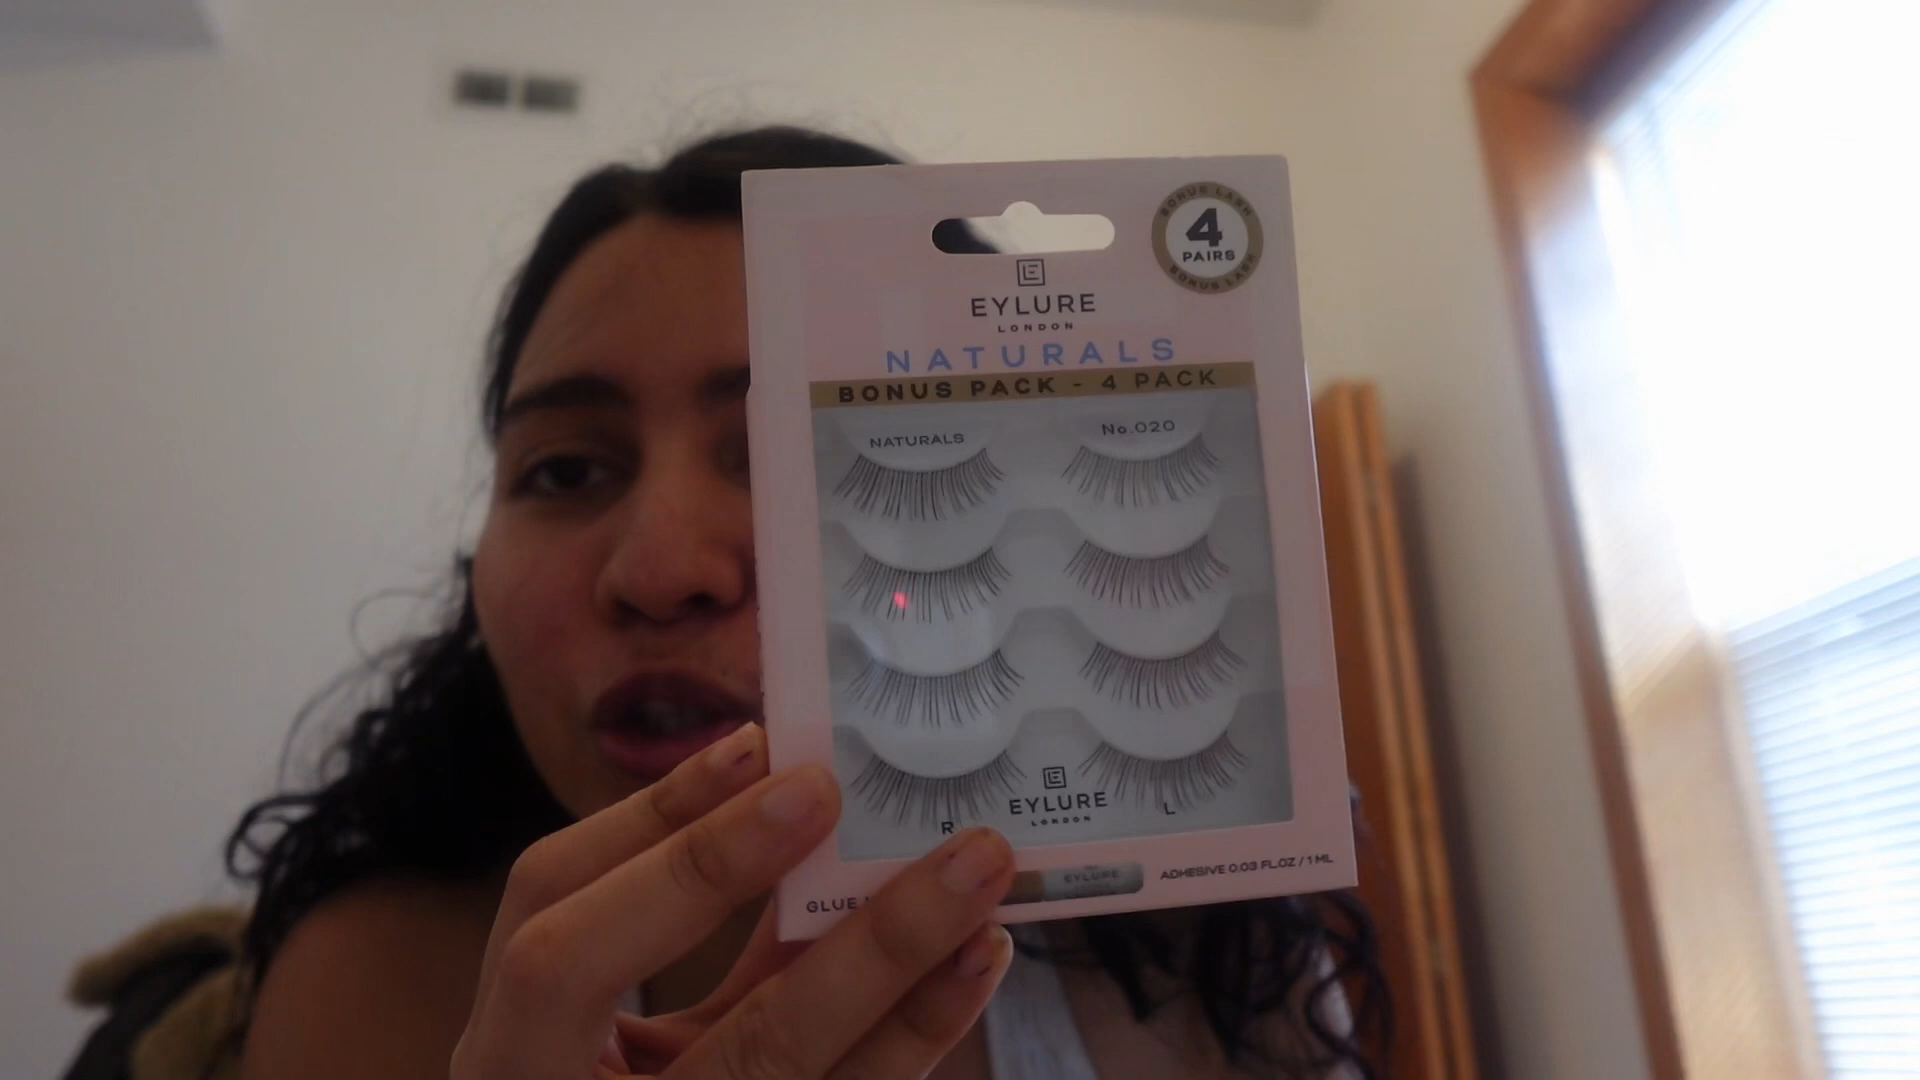 BONUS LASH
4
PAIRS
BONUS LASH
EYLURE
LONDON
NATURALS
BONUS PACK - 4 PACK
NATURALS
No.020
EYLURE
LONDON
R
L
GLUE
EYLURE
ADHESIVE 0.03 FL.OZ / 1 ML